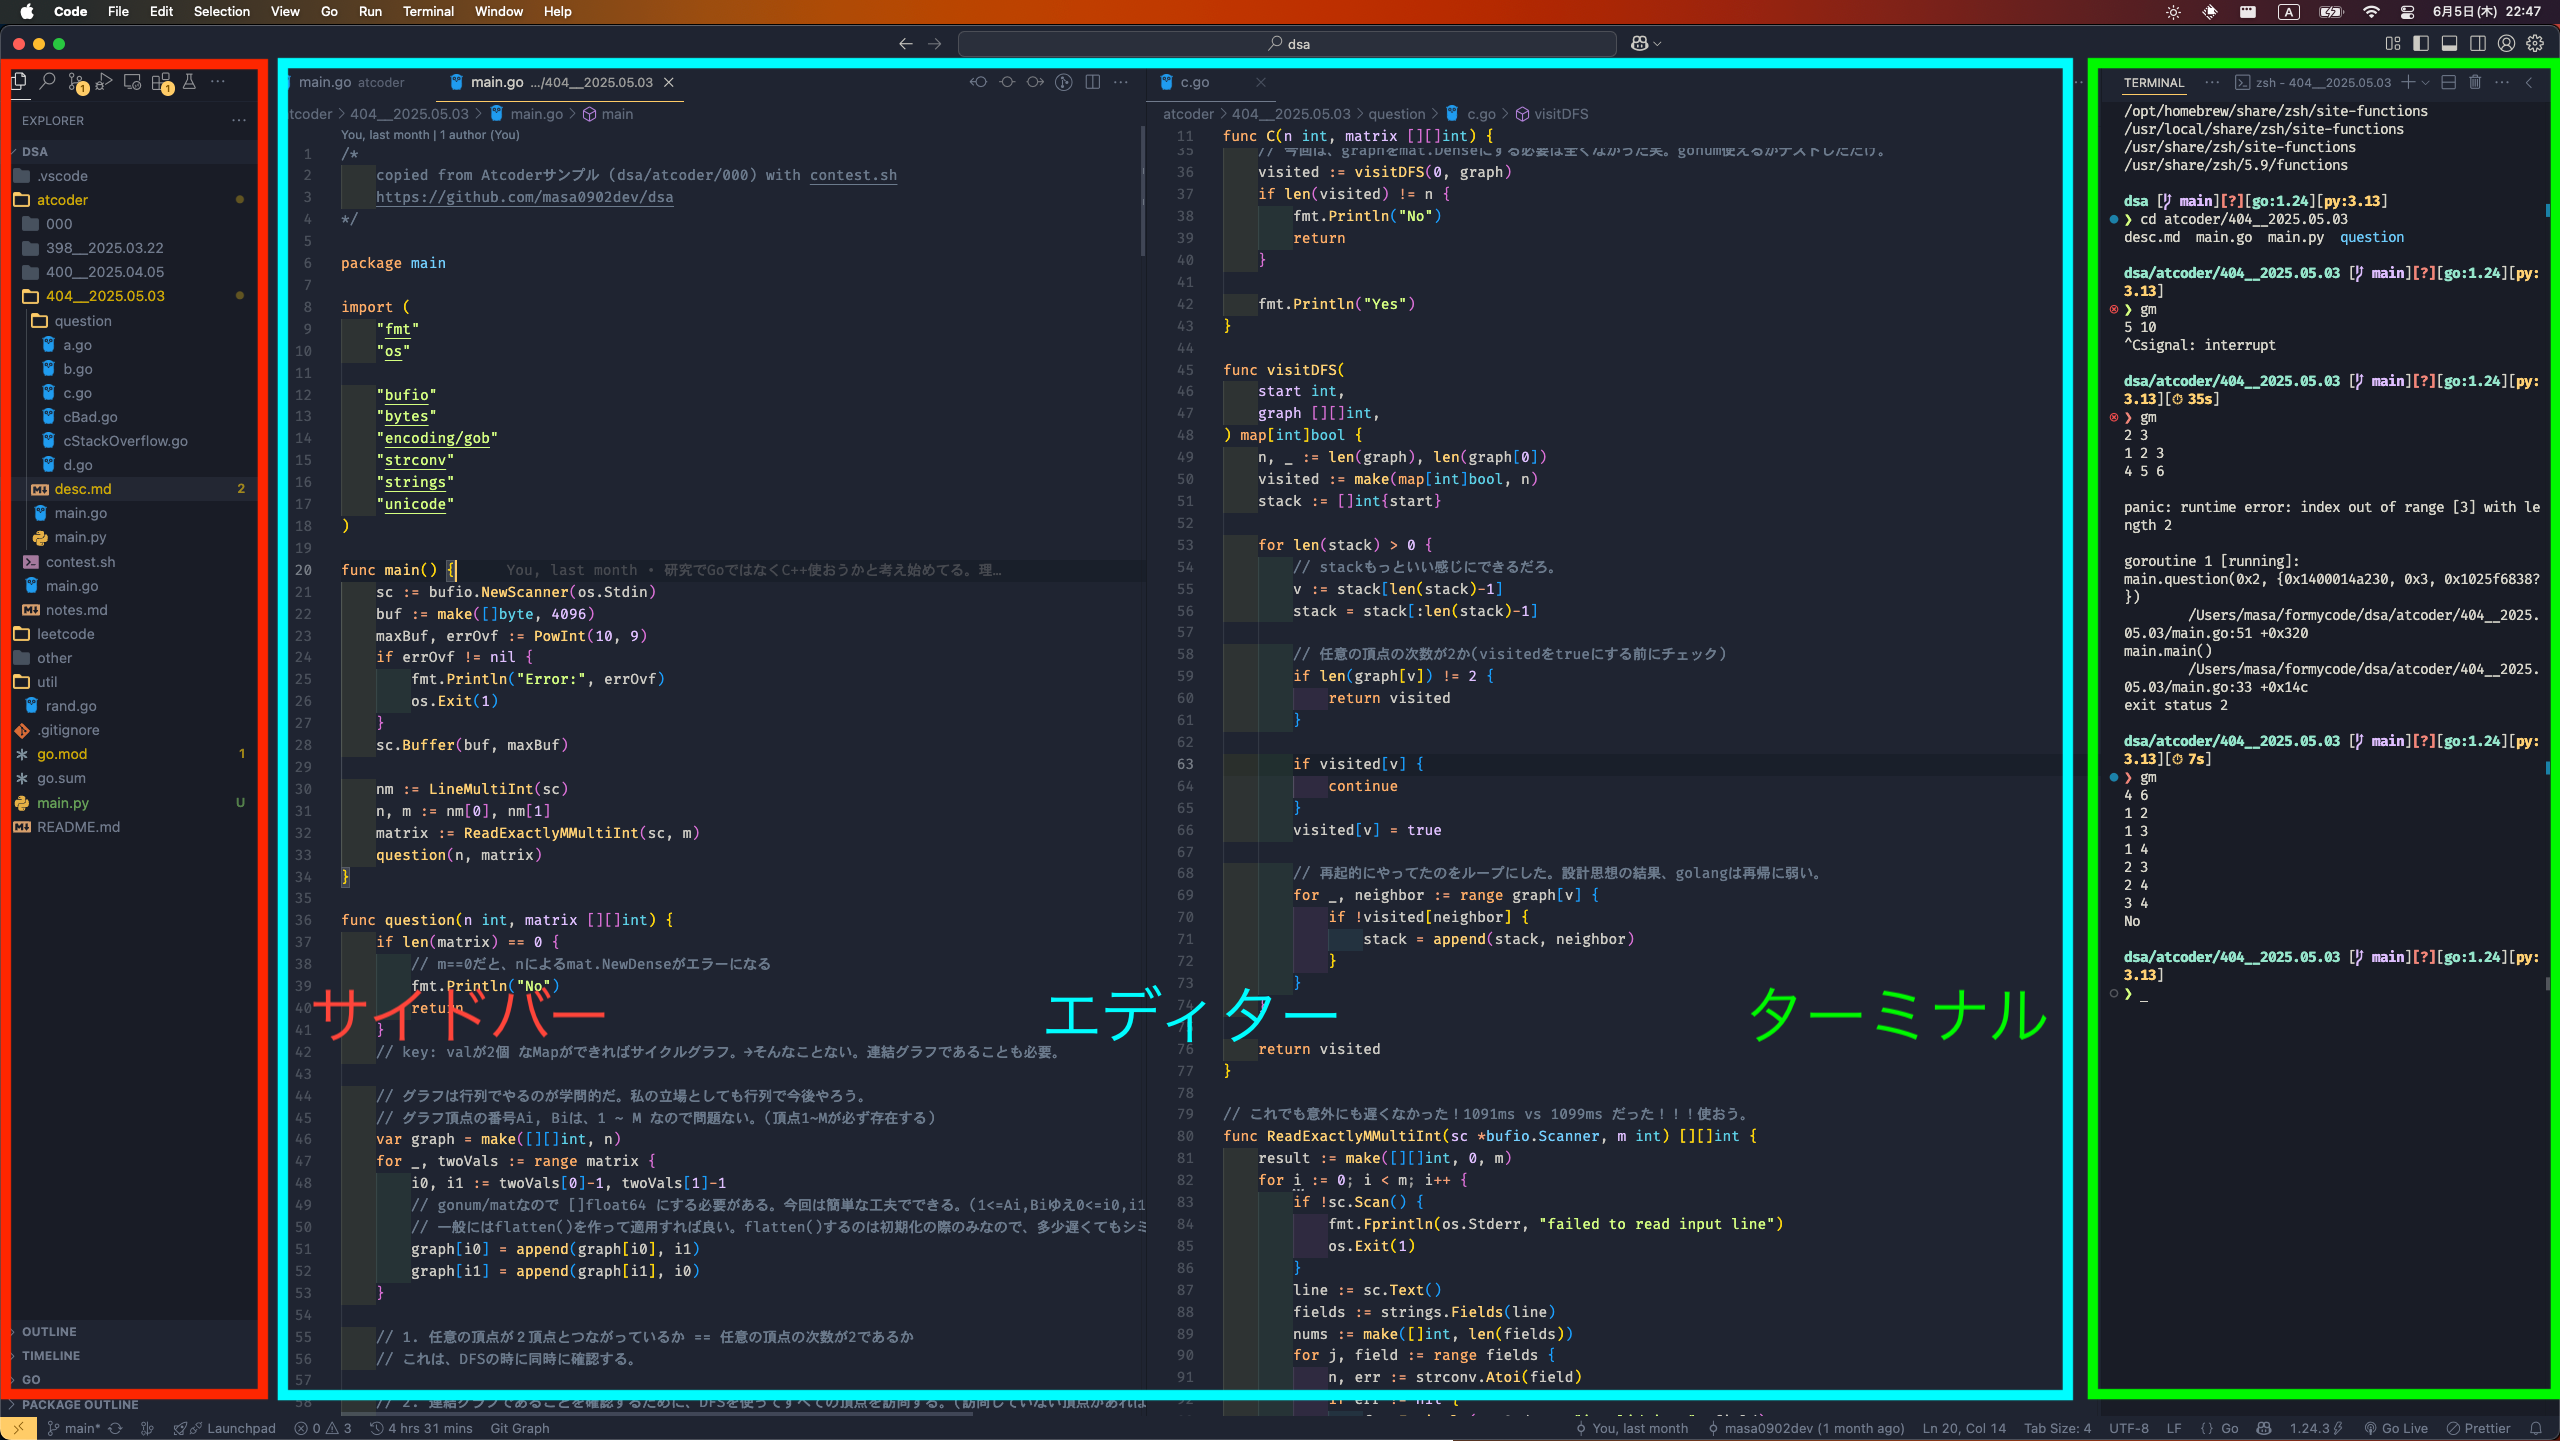 Code File Edit Selection View Go Run Terminal Window Help
A 6月5日(木) 22:47
dsa
EXPLORER
DSA
.vscode
atcoder
000
398__2025.03.22
400__2025.04.05
404__2025.05.03
question
a.go
b.go
c.go
cBad.go
cStackOverflow.go
d.go
desc.md 2
main.go
main.py
contest.sh
main.go
notes.md
leetcode
other
util
rand.go
.gitignore
go.mod 1
go.sum
main.py U
README.md
OUTLINE
TIMELINE
GO
PACKAGE OUTLINE
サイドバー
main.go atcoder
main.go .../404__2025.05.03
tcoder > 404__2025.05.03 > main.go > main
You, last month | 1 author (You)
1 /*
2 copied from Atcoderサンプル (dsa/atcoder/000) with contest.sh
3 https://github.com/masa0902dev/dsa
4 */
5
6 package main
7
8 import (
9 "fmt"
10 "os"
11
12 "bufio"
13 "bytes"
14 "encoding/gob"
15 "strconv"
16 "strings"
17 "unicode"
18 )
19
20 func main() { You, last month • 研究でGoではなくC++使おうかと考え始めてる。理…
21 sc := bufio.NewScanner(os.Stdin)
22 buf := make([]byte, 4096)
23 maxBuf, errOvf := PowInt(10, 9)
24 if errOvf != nil {
25 fmt.Println("Error:", errOvf)
26 os.Exit(1)
27 }
28 sc.Buffer(buf, maxBuf)
29
30 nm := LineMultiInt(sc)
31 n, m := nm[0], nm[1]
32 matrix := ReadExactlyMMultiInt(sc, m)
33 question(n, matrix)
34 }
35
36 func question(n int, matrix [][]int) {
37 if len(matrix) == 0 {
38 // m==0だと、nによるmat.NewDenseがエラーになる
39 fmt.Println("No")
40 return
41 }
42 // key: valが2個 なMapができればサイクルグラフ。→そんなことない。連結グラフであることも必要。
43
44 // グラフは行列でやるのが学問的だ。私の立場としても行列で今後やろう。
45 // グラフ頂点の番号Ai, Biは、1 ~ M なので問題ない。(頂点1~Mが必ず存在する)
46 var graph = make([][]int, n)
47 for _, twoVals := range matrix {
48 i0, i1 := twoVals[0]-1, twoVals[1]-1
49 // gonum/matなので []float64 にする必要がある。今回は簡単な工夫でできる。(1<=Ai,Biゆえ0<=i0,i1
50 // 一般にはflatten()を作って適用すれば良い。flatten()するのは初期化の際のみなので、多少遅くてもシミ
51 graph[i0] = append(graph[i0], i1)
52 graph[i1] = append(graph[i1], i0)
53 }
54
55 // 1. 任意の頂点が２頂点とつながっているか == 任意の頂点の次数が2であるか
56 // これは、DFSの時に同時に確認する。
57
58 // 2. 連結グラフであることを確認するために、DFSを使ってすべての頂点を訪問する。(訪問していない頂点があれば
エディター
c.go
atcoder > 404__2025.05.03 > question > c.go > visitDFS
11 func C(n int, matrix [][]int) {
35 // 今回は、graphをmat.Denseにする必要は全くなかった笑。gonum使えるかテストしただけ。
36 visited := visitDFS(0, graph)
37 if len(visited) != n {
38 fmt.Println("No")
39 return
40 }
41
42 fmt.Println("Yes")
43 }
44
45 func visitDFS(
46 start int,
47 graph [][]int,
48 ) map[int]bool {
49 n, _ := len(graph), len(graph[0])
50 visited := make(map[int]bool, n)
51 stack := []int{start}
52
53 for len(stack) > 0 {
54 // stackもっといい感じにできるだろ。
55 v := stack[len(stack)-1]
56 stack = stack[:len(stack)-1]
57
58 // 任意の頂点の次数が2か(visitedをtrueにする前にチェック)
59 if len(graph[v]) != 2 {
60 return visited
61 }
62
63 if visited[v] {
64 continue
65 }
66 visited[v] = true
67
68 // 再起的にやってたのをループにした。設計思想の結果、golangは再帰に弱い。
69 for _, neighbor := range graph[v] {
70 if !visited[neighbor] {
71 stack = append(stack, neighbor)
72 }
73 }
74
76 return visited
77 }
78
79 // これでも意外にも遅くなかった！1091ms vs 1099ms だった！！！使おう。
80 func ReadExactlyMMultiInt(sc *bufio.Scanner, m int) [][]int {
81 result := make([][]int, 0, m)
82 for i := 0; i < m; i++ {
83 if !sc.Scan() {
84 fmt.Fprintln(os.Stderr, "failed to read input line")
85 os.Exit(1)
86 }
87 line := sc.Text()
88 fields := strings.Fields(line)
89 nums := make([]int, len(fields))
90 for j, field := range fields {
91 n, err := strconv.Atoi(field)
if err != nil {
ターミナル
TERMINAL zsh - 404__2025.05.03
/opt/homebrew/share/zsh/site-functions
/usr/local/share/zsh/site-functions
/usr/share/zsh/site-functions
/usr/share/zsh/5.9/functions
dsa [main][?][go:1.24][py:3.13]
❯ cd atcoder/404__2025.05.03
desc.md main.go main.py question
dsa/atcoder/404__2025.05.03 [main][?][go:1.24][py:
3.13]
❯ gm
5 10
^Csignal: interrupt
dsa/atcoder/404__2025.05.03 [main][?][go:1.24][py:
3.13][35s]
❯ gm
2 3
1 2 3
4 5 6
panic: runtime error: index out of range [3] with le
ngth 2
goroutine 1 [running]:
main.question(0x2, {0x1400014a230, 0x3, 0x1025f6838?
})
/Users/masa/formycode/dsa/atcoder/404__2025.
05.03/main.go:51 +0x320
main.main()
/Users/masa/formycode/dsa/atcoder/404__2025.
05.03/main.go:33 +0x14c
exit status 2
dsa/atcoder/404__2025.05.03 [main][?][go:1.24][py:
3.13][7s]
❯ gm
4 6
1 2
1 3
1 4
2 3
2 4
3 4
No
dsa/atcoder/404__2025.05.03 [main][?][go:1.24][py:
3.13]
❯ _
main* Launchpad 0 3 4 hrs 31 mins Git Graph You, last month masa0902dev (1 month ago) Ln 20, Col 14 Tab Size: 4 UTF-8 LF {} Go 1.24.3 Go Live Prettier